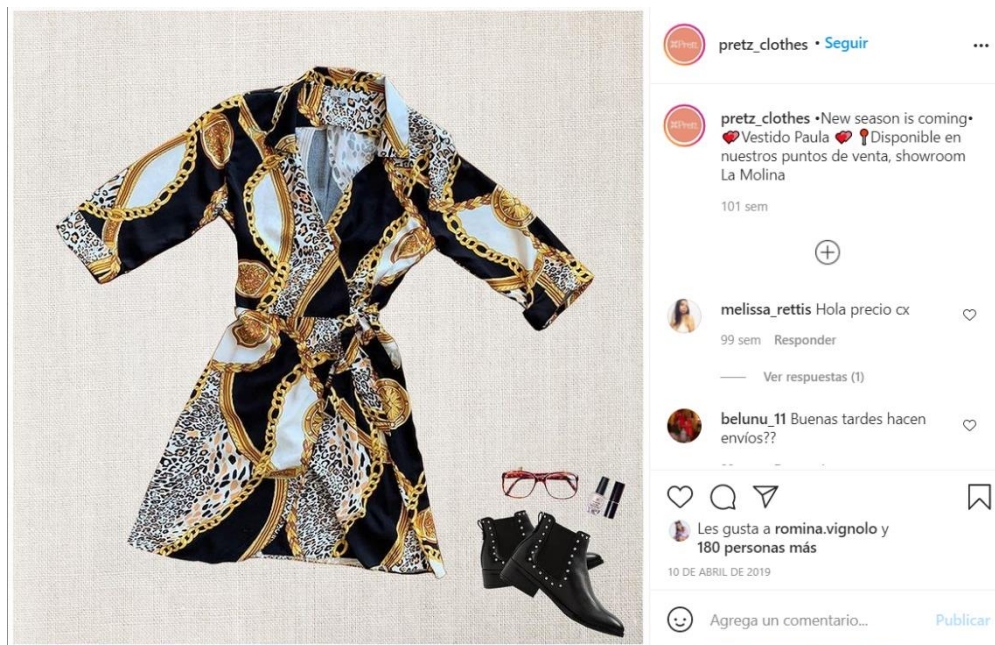 pretz_clothes • Seguir
pretz_clothes •New season is coming•
Vestido Paula Disponible en
nuestros puntos de venta, showroom
La Molina
101 sem
melissa_rettis Hola precio cx
99 sem Responder
Ver respuestas (1)
belunu_11 Buenas tardes hacen
envíos??
Les gusta a romina.vignolo y
180 personas más
10 DE ABRIL DE 2019
Agrega un comentario... Publicar